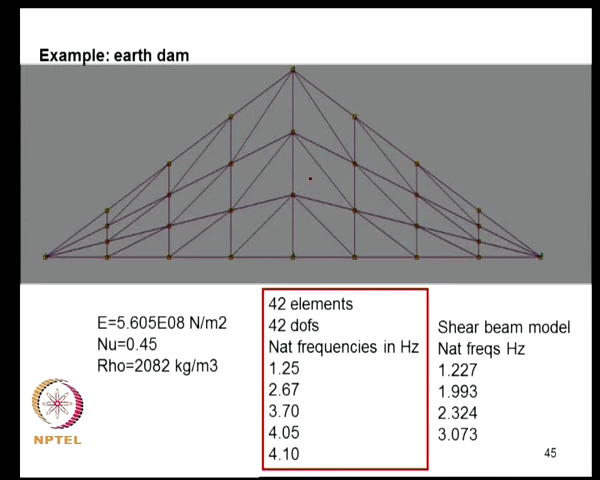 Example: earth dam
E=5.605E08 N/m2
Nu=0.45
Rho=2082 kg/m3
42 elements
42 dofs
Nat frequencies in Hz
1.25
2.67
3.70
4.05
4.10
Shear beam model
Nat freqs Hz
1.227
1.993
2.324
3.073
NPTEL
45